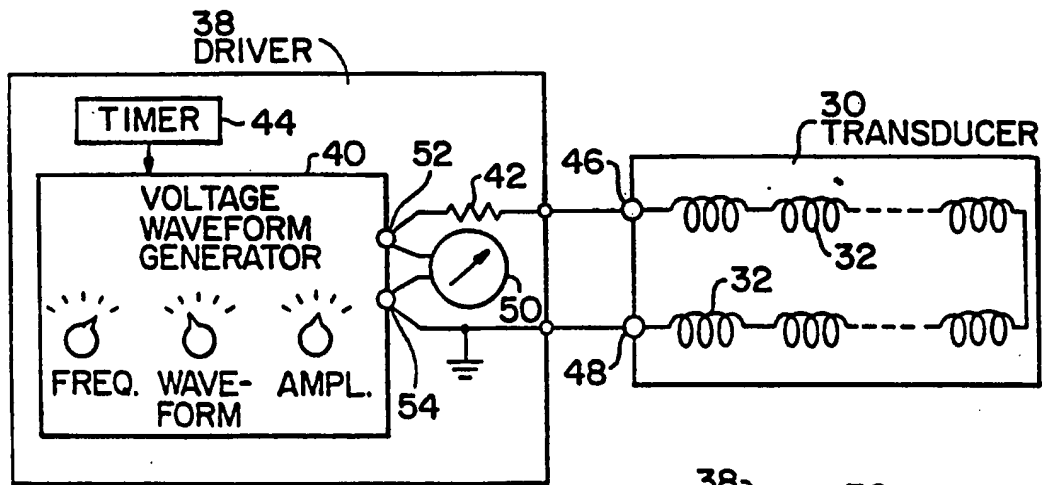 38
DRIVER
TIMER
44
40
VOLTAGE
WAVEFORM
GENERATOR
52
42
50
54
FREQ.
WAVE-
FORM
AMPL.
46
48
30
TRANSDUCER
32
32
38